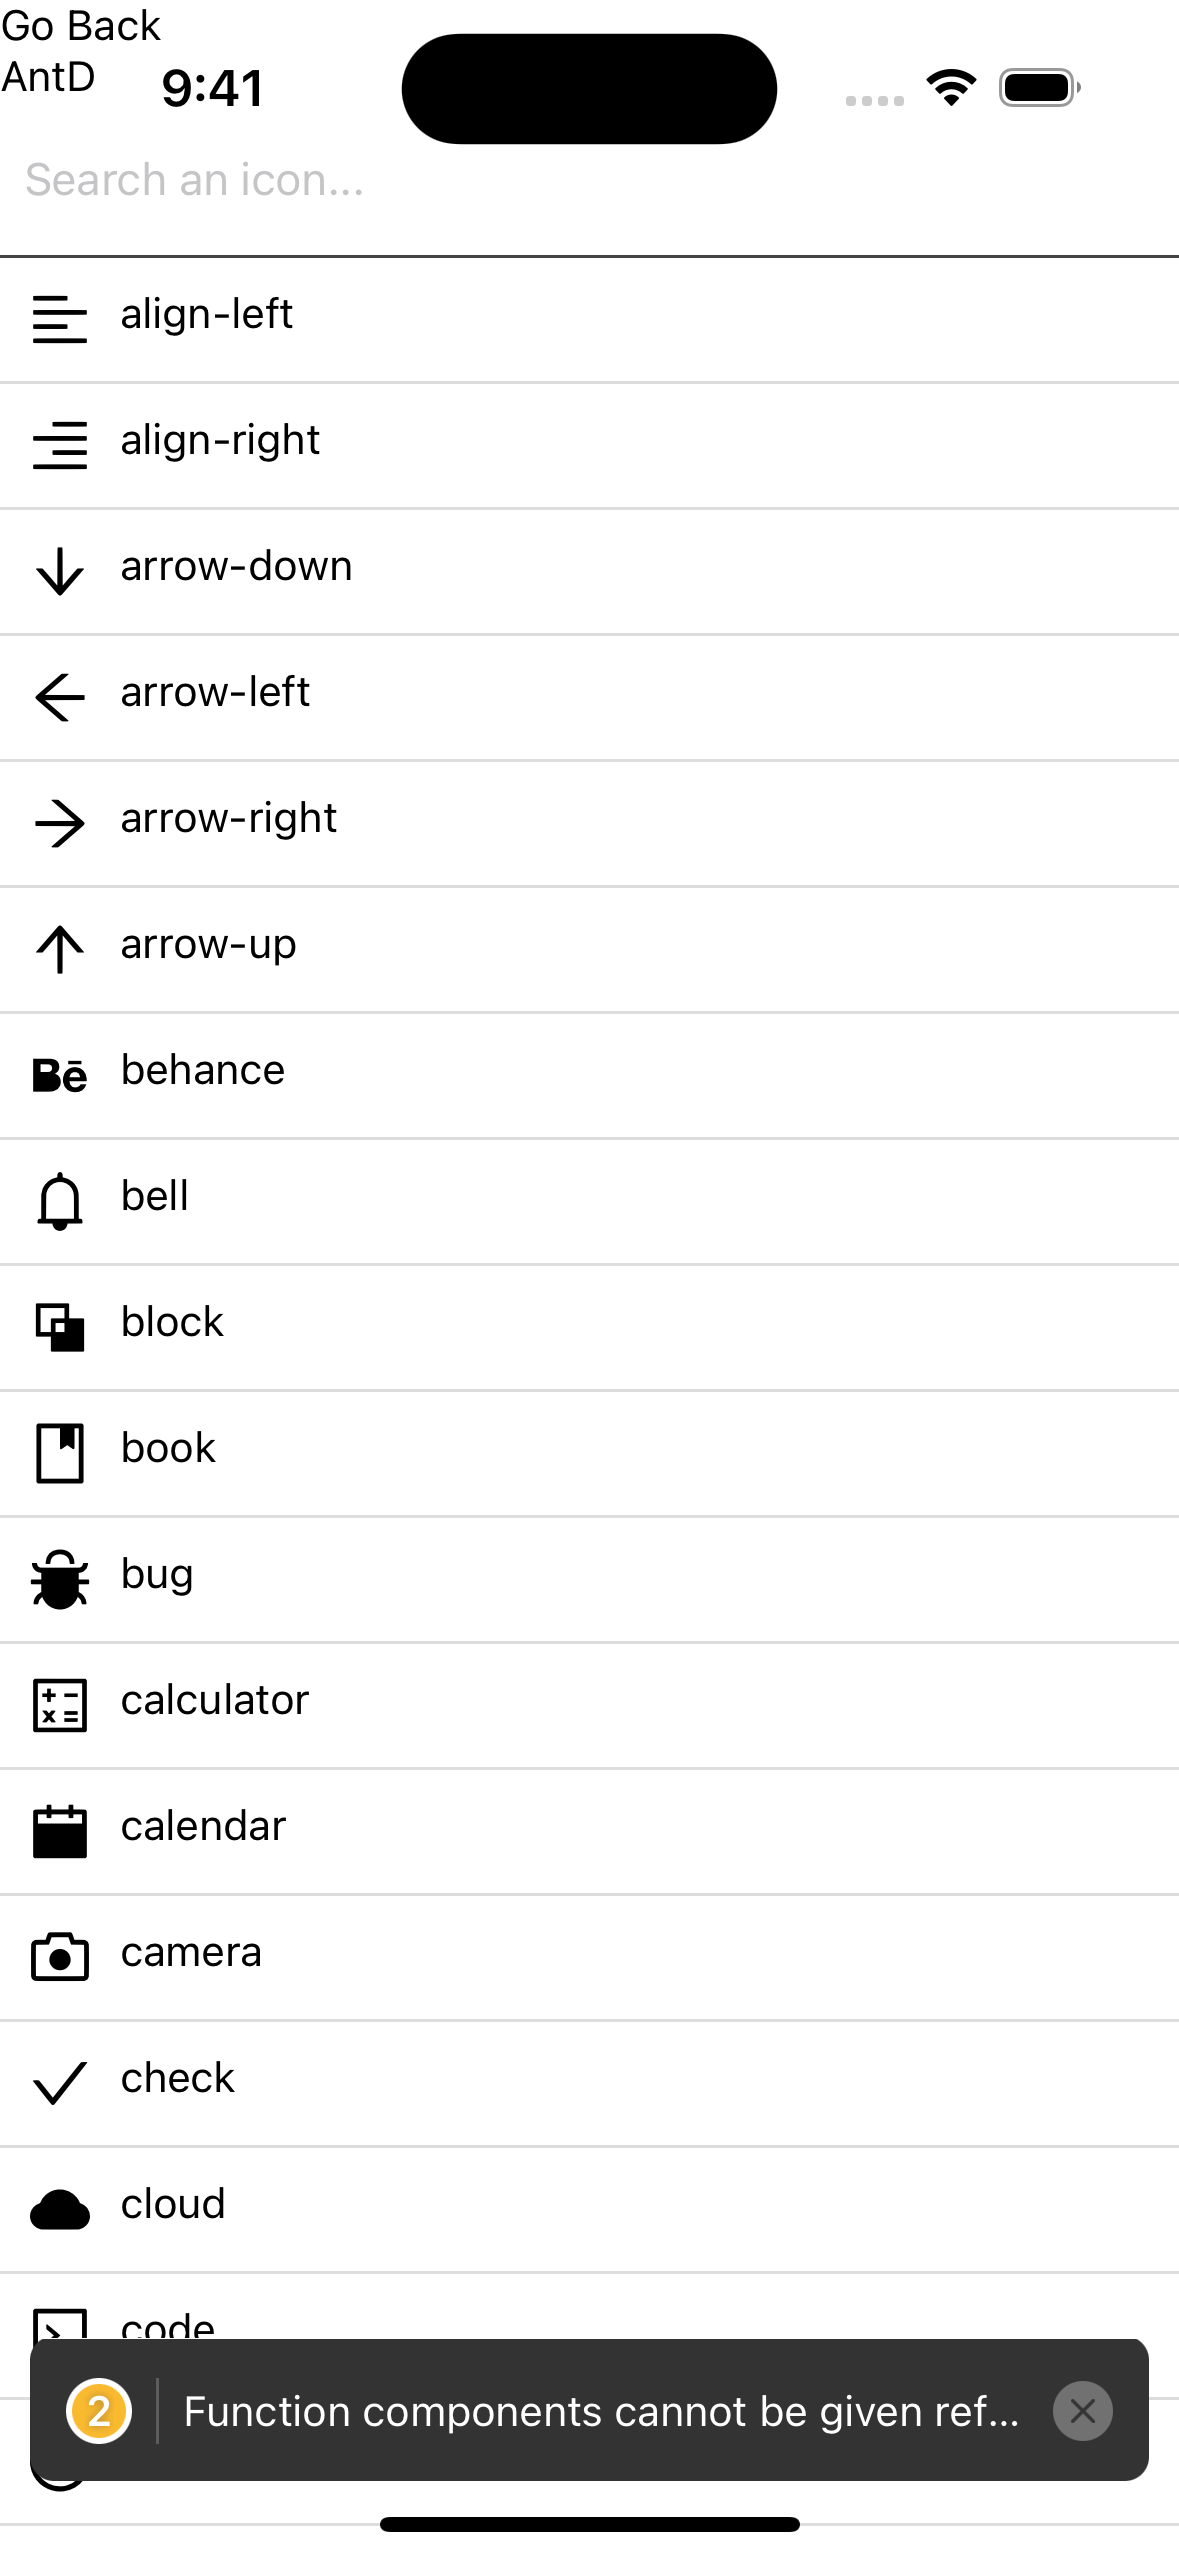 Go Back
AntD
9:41
Search an icon...
align-left
align-right
arrow-down
arrow-left
arrow-right
arrow-up
Bē behance
bell
block
book
bug
calculator
calendar
camera
check
cloud
code
2 Function components cannot be given ref...